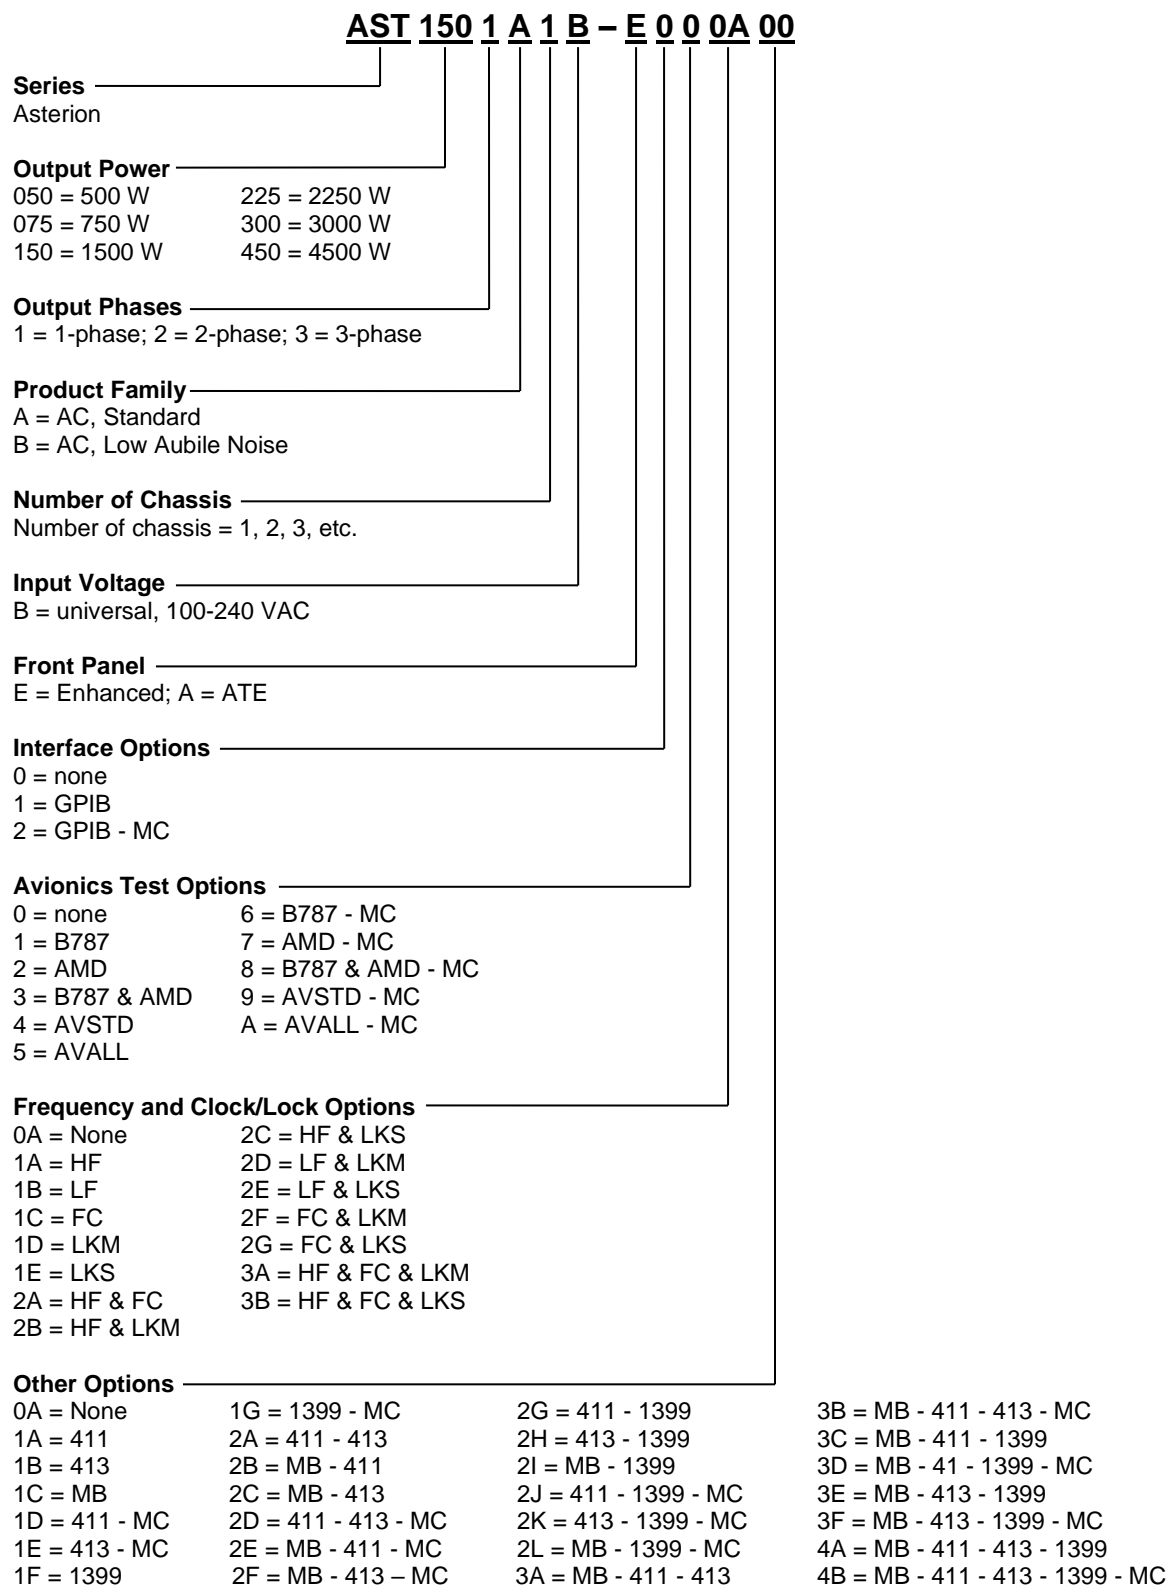 AST 150 1 A 1 B – E 0 0 0A 00
Series
Asterion
Output Power
050 = 500 W 225 = 2250 W
075 = 750 W 300 = 3000 W
150 = 1500 W 450 = 4500 W
Output Phases
1 = 1-phase; 2 = 2-phase; 3 = 3-phase
Product Family
A = AC, Standard
B = AC, Low Aubile Noise
Number of Chassis
Number of chassis = 1, 2, 3, etc.
Input Voltage
B = universal, 100-240 VAC
Front Panel
E = Enhanced; A = ATE
Interface Options
0 = none
1 = GPIB
2 = GPIB - MC
Avionics Test Options
0 = none 6 = B787 - MC
1 = B787 7 = AMD - MC
2 = AMD 8 = B787 & AMD - MC
3 = B787 & AMD 9 = AVSTD - MC
4 = AVSTD A = AVALL - MC
5 = AVALL
Frequency and Clock/Lock Options
0A = None 2C = HF & LKS
1A = HF 2D = LF & LKM
1B = LF 2E = LF & LKS
1C = FC 2F = FC & LKM
1D = LKM 2G = FC & LKS
1E = LKS 3A = HF & FC & LKM
2A = HF & FC 3B = HF & FC & LKS
2B = HF & LKM
Other Options
0A = None 1G = 1399 - MC 2G = 411 - 1399 3B = MB - 411 - 413 - MC
1A = 411 2A = 411 - 413 2H = 413 - 1399 3C = MB - 411 - 1399
1B = 413 2B = MB - 411 2I = MB - 1399 3D = MB - 41 - 1399 - MC
1C = MB 2C = MB - 413 2J = 411 - 1399 - MC 3E = MB - 413 - 1399
1D = 411 - MC 2D = 411 - 413 - MC 2K = 413 - 1399 - MC 3F = MB - 413 - 1399 - MC
1E = 413 - MC 2E = MB - 411 - MC 2L = MB - 1399 - MC 4A = MB - 411 - 413 - 1399
1F = 1399 2F = MB - 413 – MC 3A = MB - 411 - 413 4B = MB - 411 - 413 - 1399 - MC